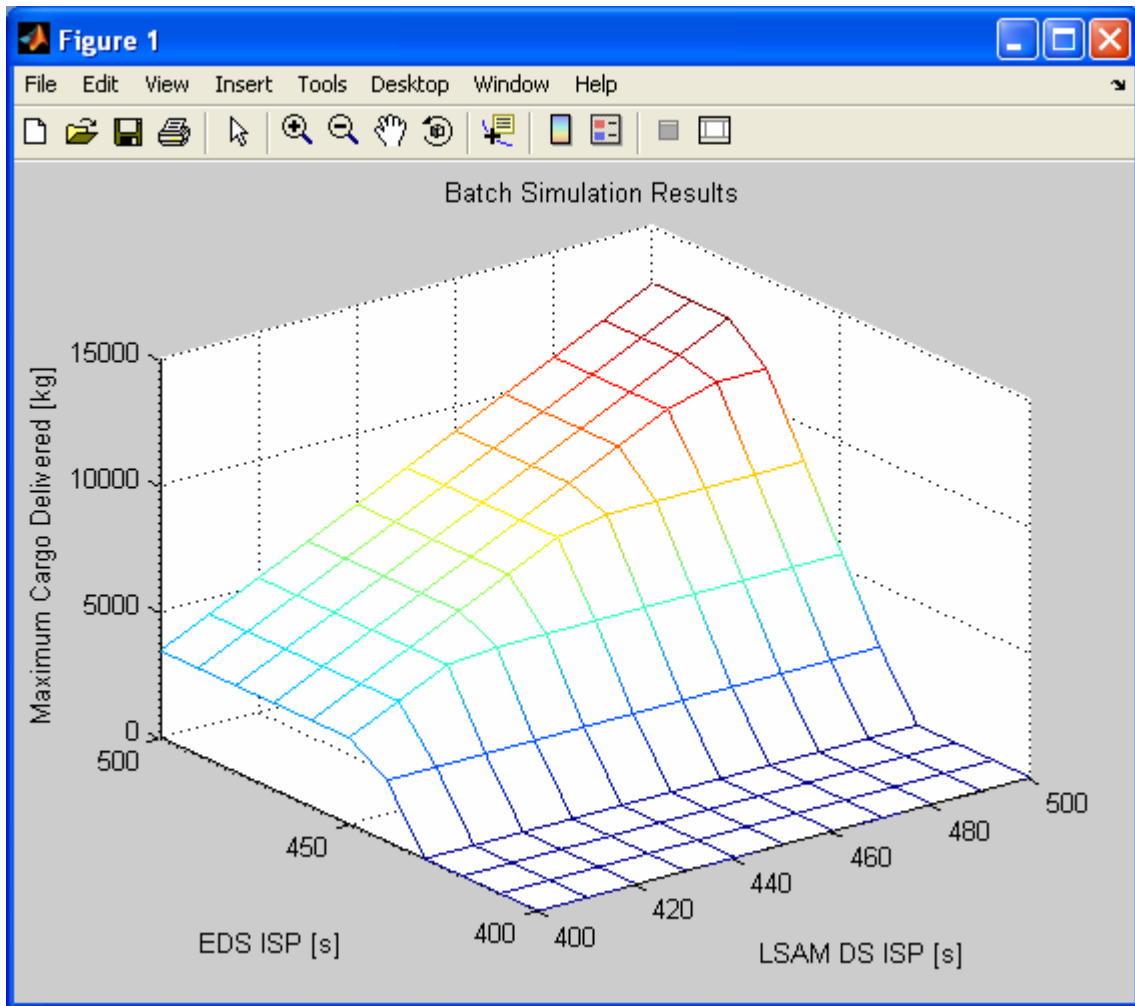 Figure 1
File Edit View Insert Tools Desktop Window Help
Batch Simulation Results
Maximum Cargo Delivered [kg]
15000
10000
5000
0
500
450
400
EDS ISP [s]
400
420
440
460
480
500
LSAM DS ISP [s]